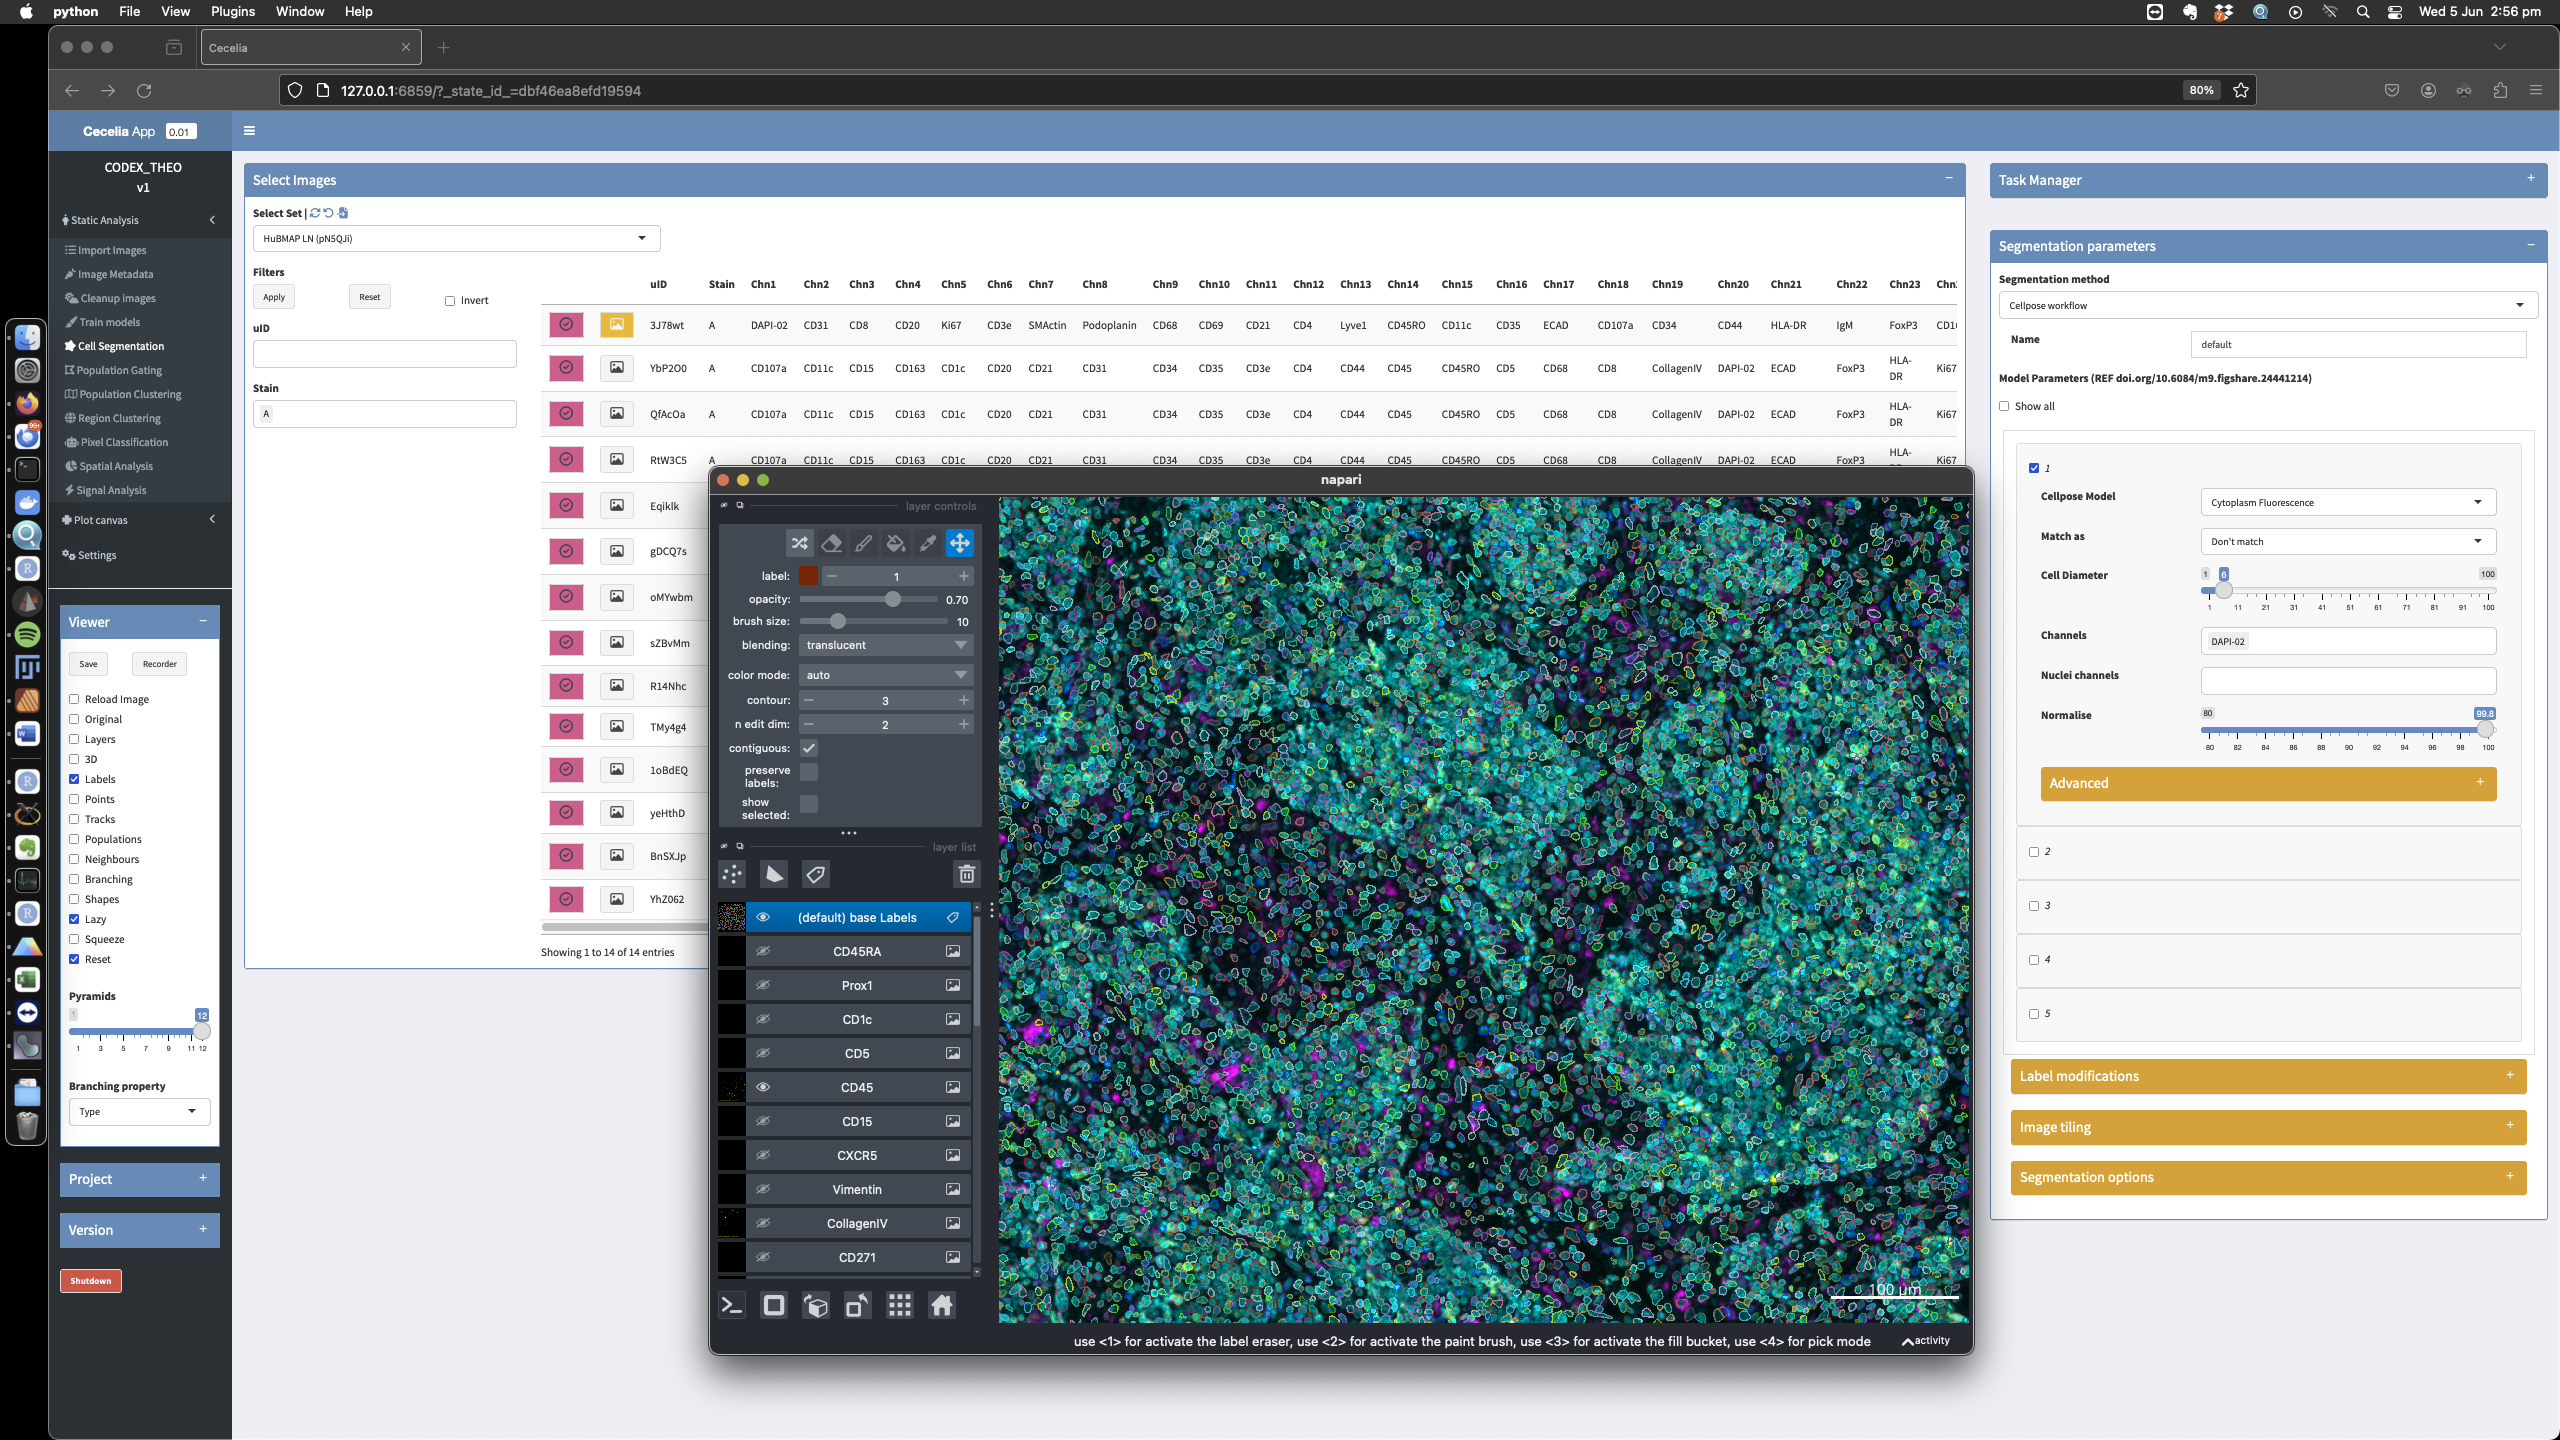 python File View Plugins Window Help
7
Wed 5 Jun 2:56 pm
Cecelia
127.0.0.1:6859/?_state_id_=dbf46ea8efd19594
80%
Cecelia App 0.01
CODEX_THEO
v1
Static Analysis
Import Images
Image Metadata
Cleanup images
Train models
Cell Segmentation
Population Gating
Population Clustering
Region Clustering
Pixel Classification
Spatial Analysis
Signal Analysis
Plot canvas
Settings
Viewer
Save Recorder
Reload Image
Original
Layers
3D
Labels
Points
Tracks
Populations
Neighbours
Branching
Shapes
Lazy
Squeeze
Reset
Pyramids
1 12
1 3 5 7 9 11 12
Branching property
Type
Project
Version
Shutdown
Select Images
Select Set |
HuBMAP LN (pN5QJi)
Filters
Apply Reset Invert
uID
Stain
A
uID Stain Chn1 Chn2 Chn3 Chn4 Chn5 Chn6 Chn7 Chn8 Chn9 Chn10 Chn11 Chn12 Chn13 Chn14 Chn15 Chn16 Chn17 Chn18 Chn19 Chn20 Chn21 Chn22 Chn23
3J78wt A DAPI-02 CD31 CD8 CD20 Ki67 CD3e SMActin Podoplanin CD68 CD69 CD21 CD4 Lyve1 CD45RO CD11c CD35 ECAD CD107a CD34 CD44 HLA-DR IgM FoxP3
YbP2O0 A CD107a CD11c CD15 CD163 CD1c CD20 CD21 CD31 CD34 CD35 CD3e CD4 CD44 CD45 CD45RO CD5 CD68 CD8 CollagenIV DAPI-02 ECAD FoxP3 HLA-DR Ki67
QfAcOa A CD107a CD11c CD15 CD163 CD1c CD20 CD21 CD31 CD34 CD35 CD3e CD4 CD44 CD45 CD45RO CD5 CD68 CD8 CollagenIV DAPI-02 ECAD FoxP3 HLA-DR Ki67
RtW3C5 A CD107a CD11c CD15 CD163 CD1c CD20 CD21 CD31 CD34 CD35 CD3e CD4 CD44 CD45 CD45RO CD5 CD68 CD8 CollagenIV DAPI-02 ECAD FoxP3 HLA- Ki67
Eqiklk
gDCQ7s
oMYwbm
sZBvMm
R14Nhc
TMy4g4
1oBdEQ
yeHthD
BnSXJp
YhZ062
Showing 1 to 14 of 14 entries
napari
layer controls
label: 1
opacity: 0.70
brush size: 10
blending: translucent
color mode: auto
contour: 3
n edit dim: 2
contiguous:
preserve
labels:
show
selected:
layer list
(default) base Labels
CD45RA
Prox1
CD1c
CD5
CD45
CD15
CXCR5
Vimentin
CollagenIV
CD271
100 µm
use <1> for activate the label eraser, use <2> for activate the paint brush, use <3> for activate the fill bucket, use <4> for pick mode
activity
Task Manager
Segmentation parameters
Segmentation method
Cellpose workflow
Name default
Model Parameters (REF doi.org/10.6084/m9.figshare.24441214)
Show all
1
Cellpose Model Cytoplasm Fluorescence
Match as Don't match
Cell Diameter 1 6 100
1 11 21 31 41 51 61 71 81 91 100
Channels DAPI-02
Nuclei channels
Normalise 80 99.8
80 82 84 86 88 90 92 94 96 98 100
Advanced
2
3
4
5
Label modifications
Image tiling
Segmentation options